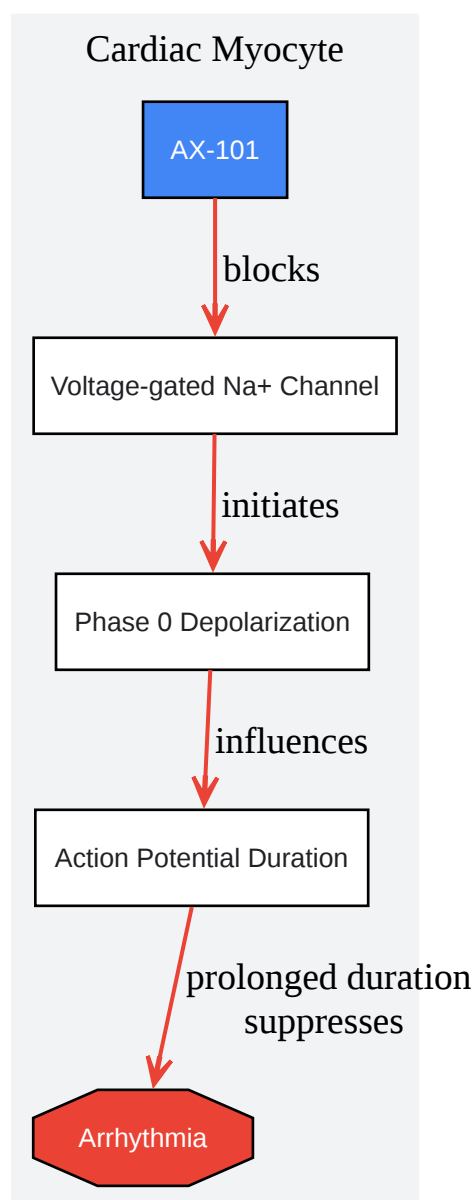 Cardiac Myocyte
AX-101
blocks
Voltage-gated Na+ Channel
initiates
Phase 0 Depolarization
influences
Action Potential Duration
prolonged duration
suppresses
Arrhythmia